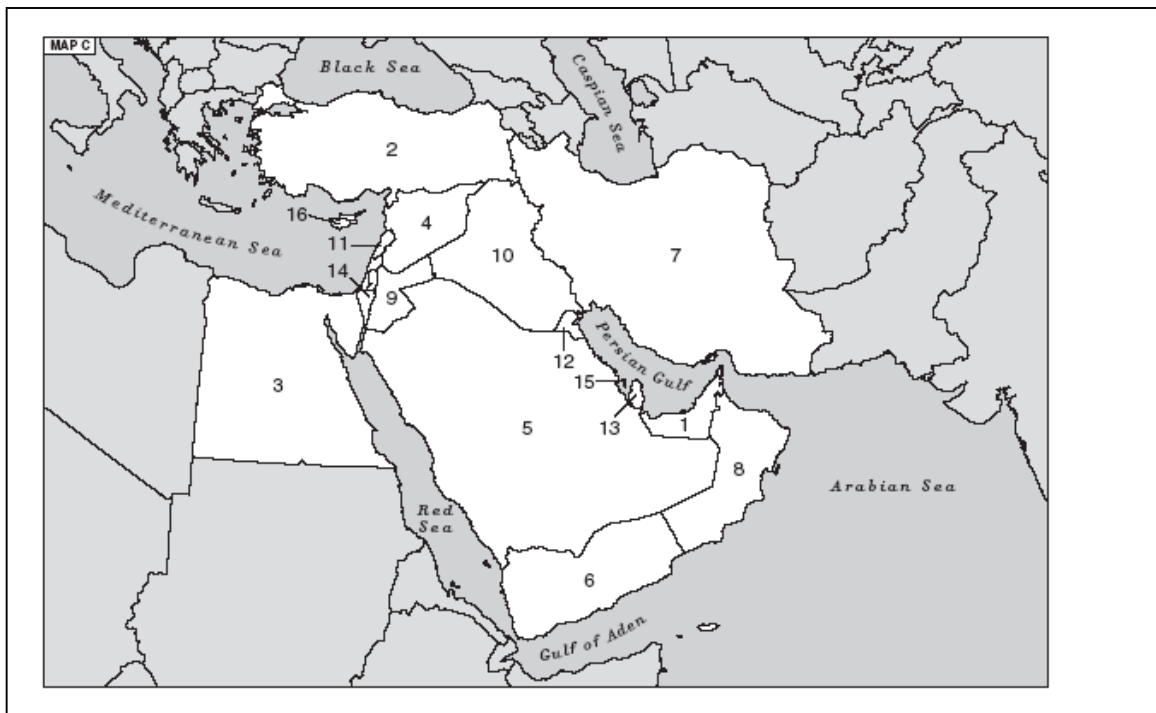 MAP C
Black Sea
Caspian Sea
2
Mediterranean Sea
16
11
4
14
10
7
9
12
Persian Gulf
15
3
13
5
1
8
Red
Sea
Arabian Sea
6
Gulf of Aden